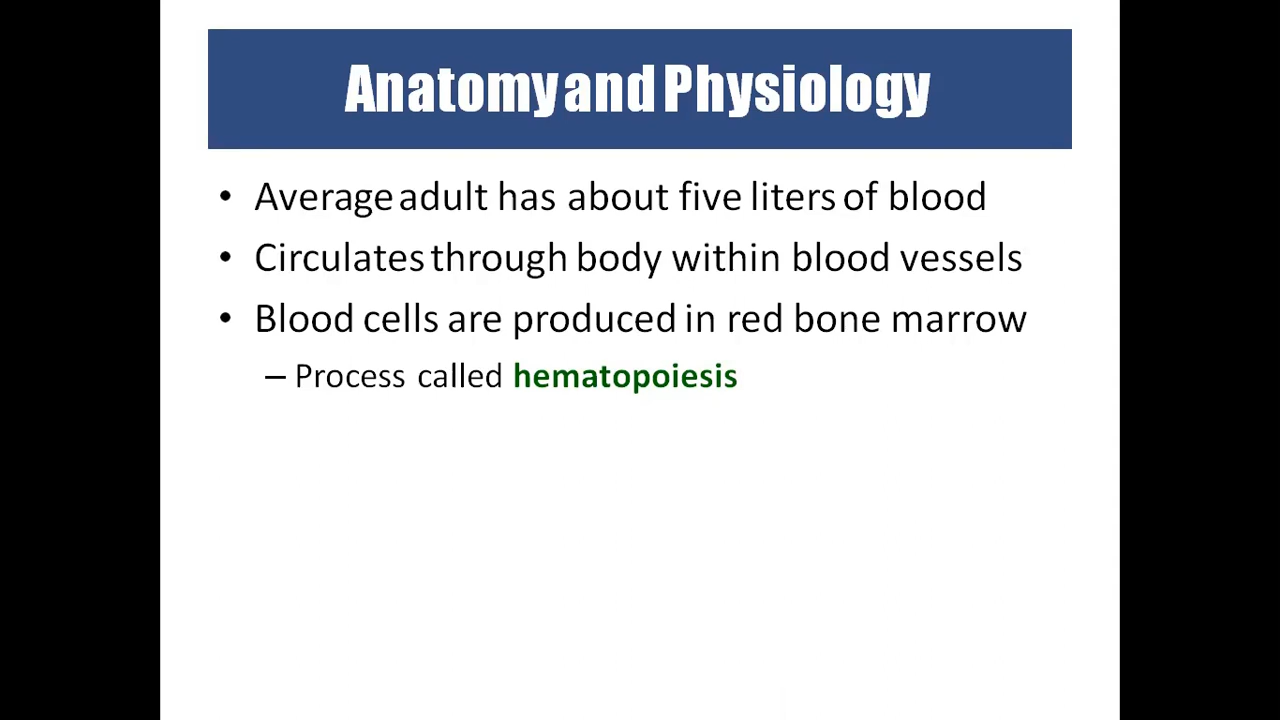 Anatomy and Physiology
• Average adult has about five liters of blood
• Circulates through body within blood vessels
• Blood cells are produced in red bone marrow
– Process called hematopoiesis